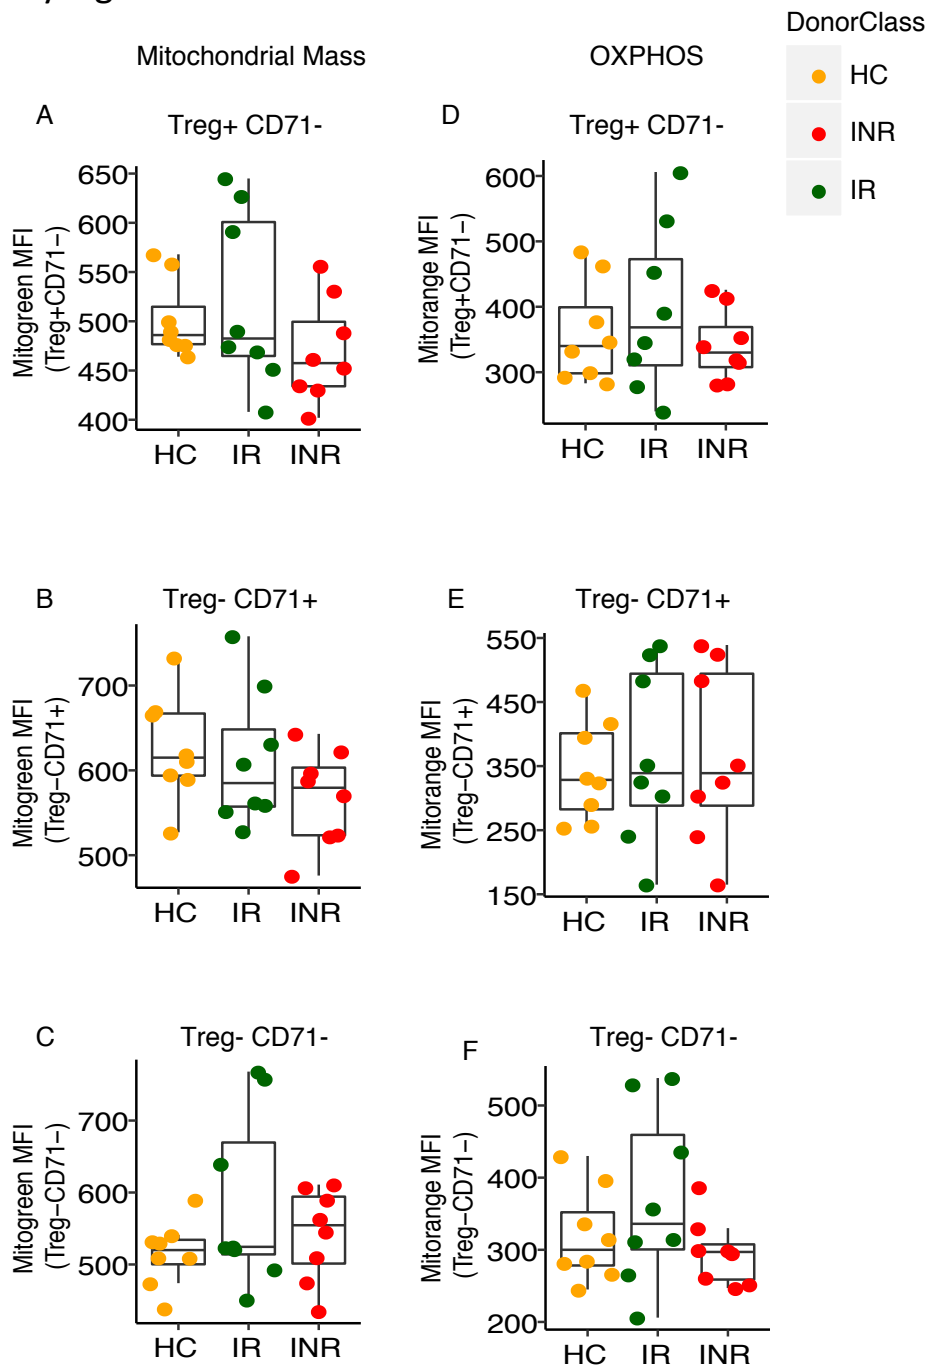 DonorClass
HC
INR
IR
Mitochondrial Mass
OXPHOS
A
Treg+ CD71-
Mitogreen MFI
(Treg+CD71−)
650
600
550
500
450
400
HC IR INR
D
Treg+ CD71-
Mitorange MFI
(Treg+CD71−)
600
500
400
300
HC IR INR
B
Treg- CD71+
Mitogreen MFI
(Treg−CD71+)
700
600
500
HC IR INR
E
Treg- CD71+
Mitorange MFI
(Treg−CD71+)
550
450
350
250
150
HC IR INR
C
Treg- CD71-
Mitogreen MFI
(Treg−CD71−)
700
600
500
HC IR INR
F
Treg- CD71-
Mitorange MFI
(Treg−CD71−)
500
400
300
200
HC IR INR